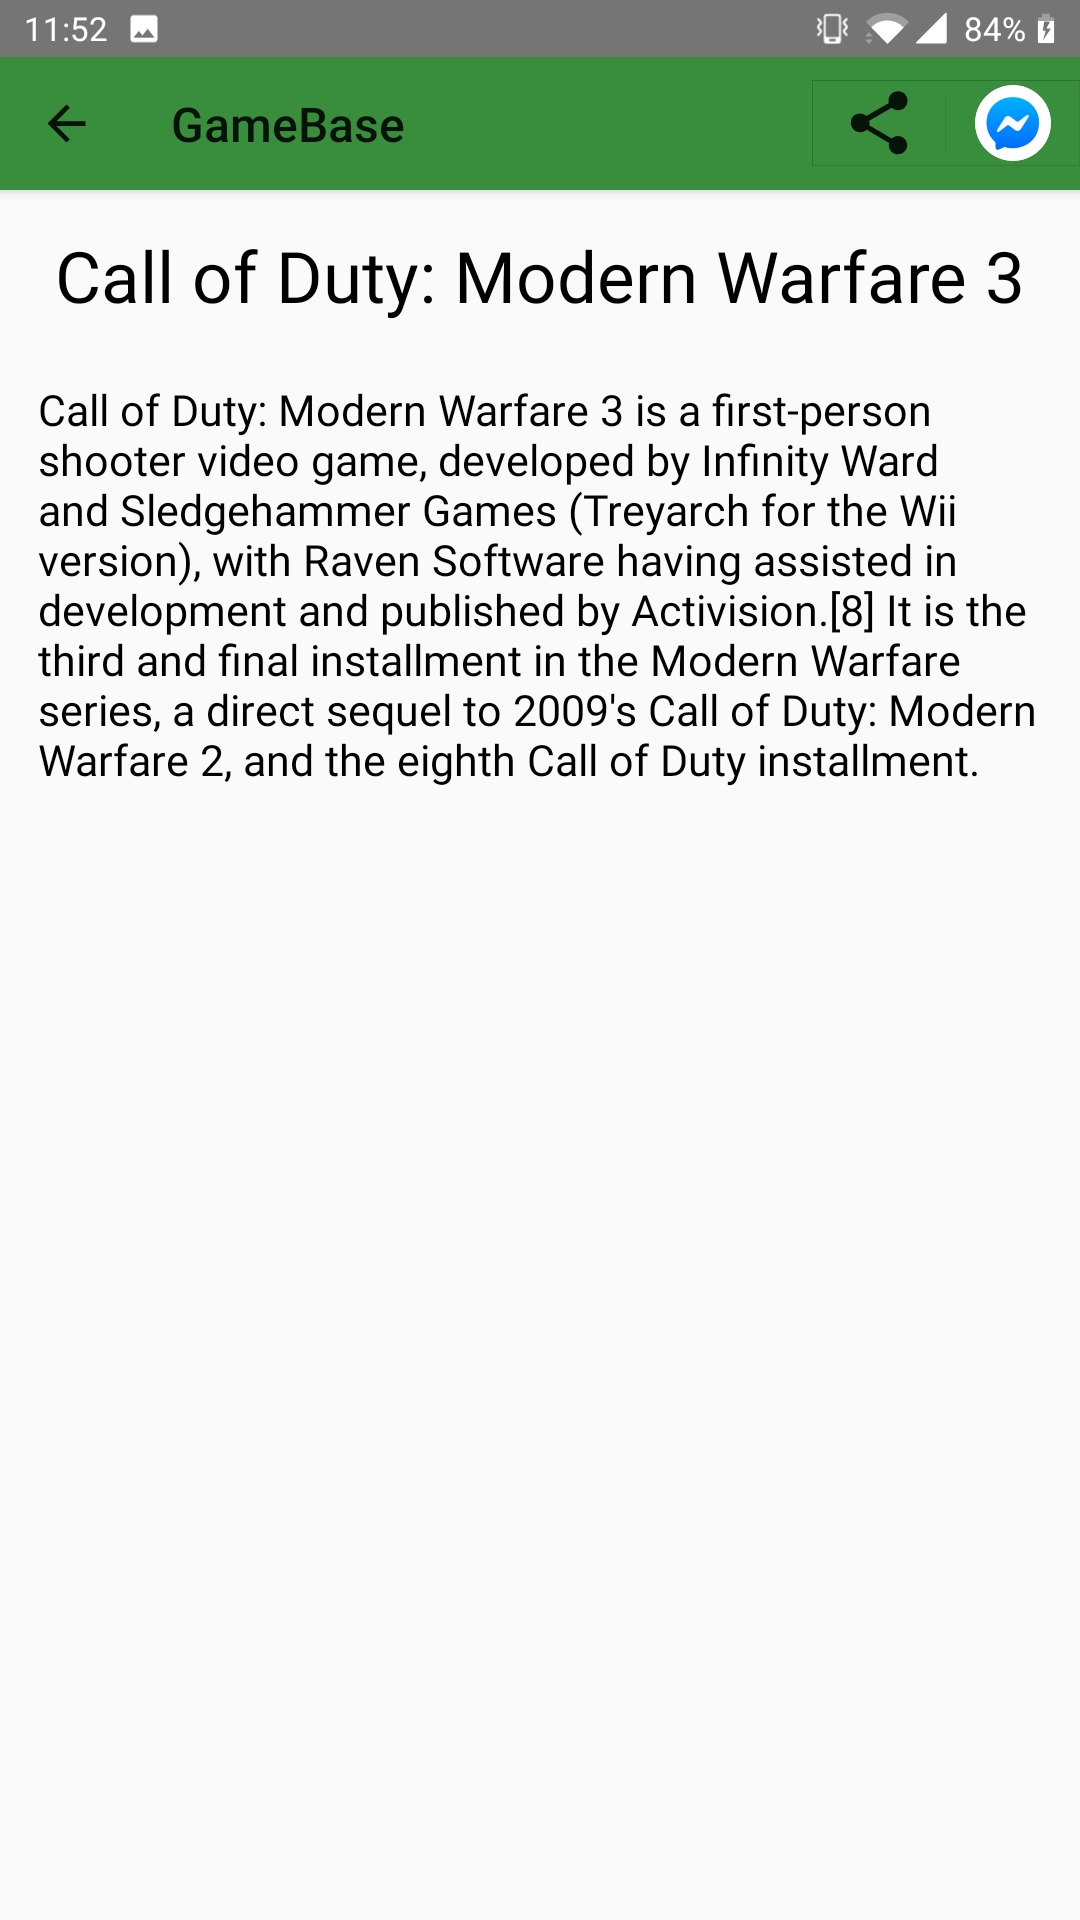 11:52
84%
GameBase
Call of Duty: Modern Warfare 3
Call of Duty: Modern Warfare 3 is a first-person
shooter video game, developed by Infinity Ward
and Sledgehammer Games (Treyarch for the Wii
version), with Raven Software having assisted in
development and published by Activision.[8] It is the
third and final installment in the Modern Warfare
series, a direct sequel to 2009's Call of Duty: Modern
Warfare 2, and the eighth Call of Duty installment.